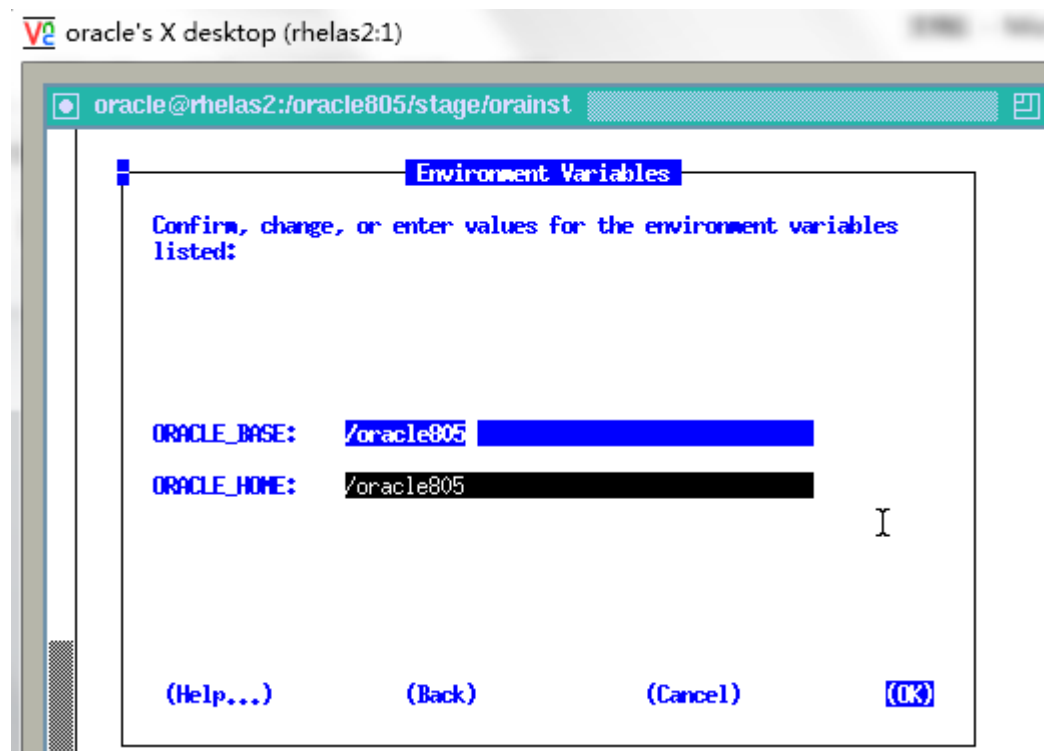 oracle's X desktop (rhelas2:1)
oracle@rhelas2:/oracle805/stage/orainst
Environment Variables
Confirm, change, or enter values for the environment variables
listed:
ORACLE_BASE: /oracle805
ORACLE_HOME: /oracle805
(Help...) (Back) (Cancel) (OK)